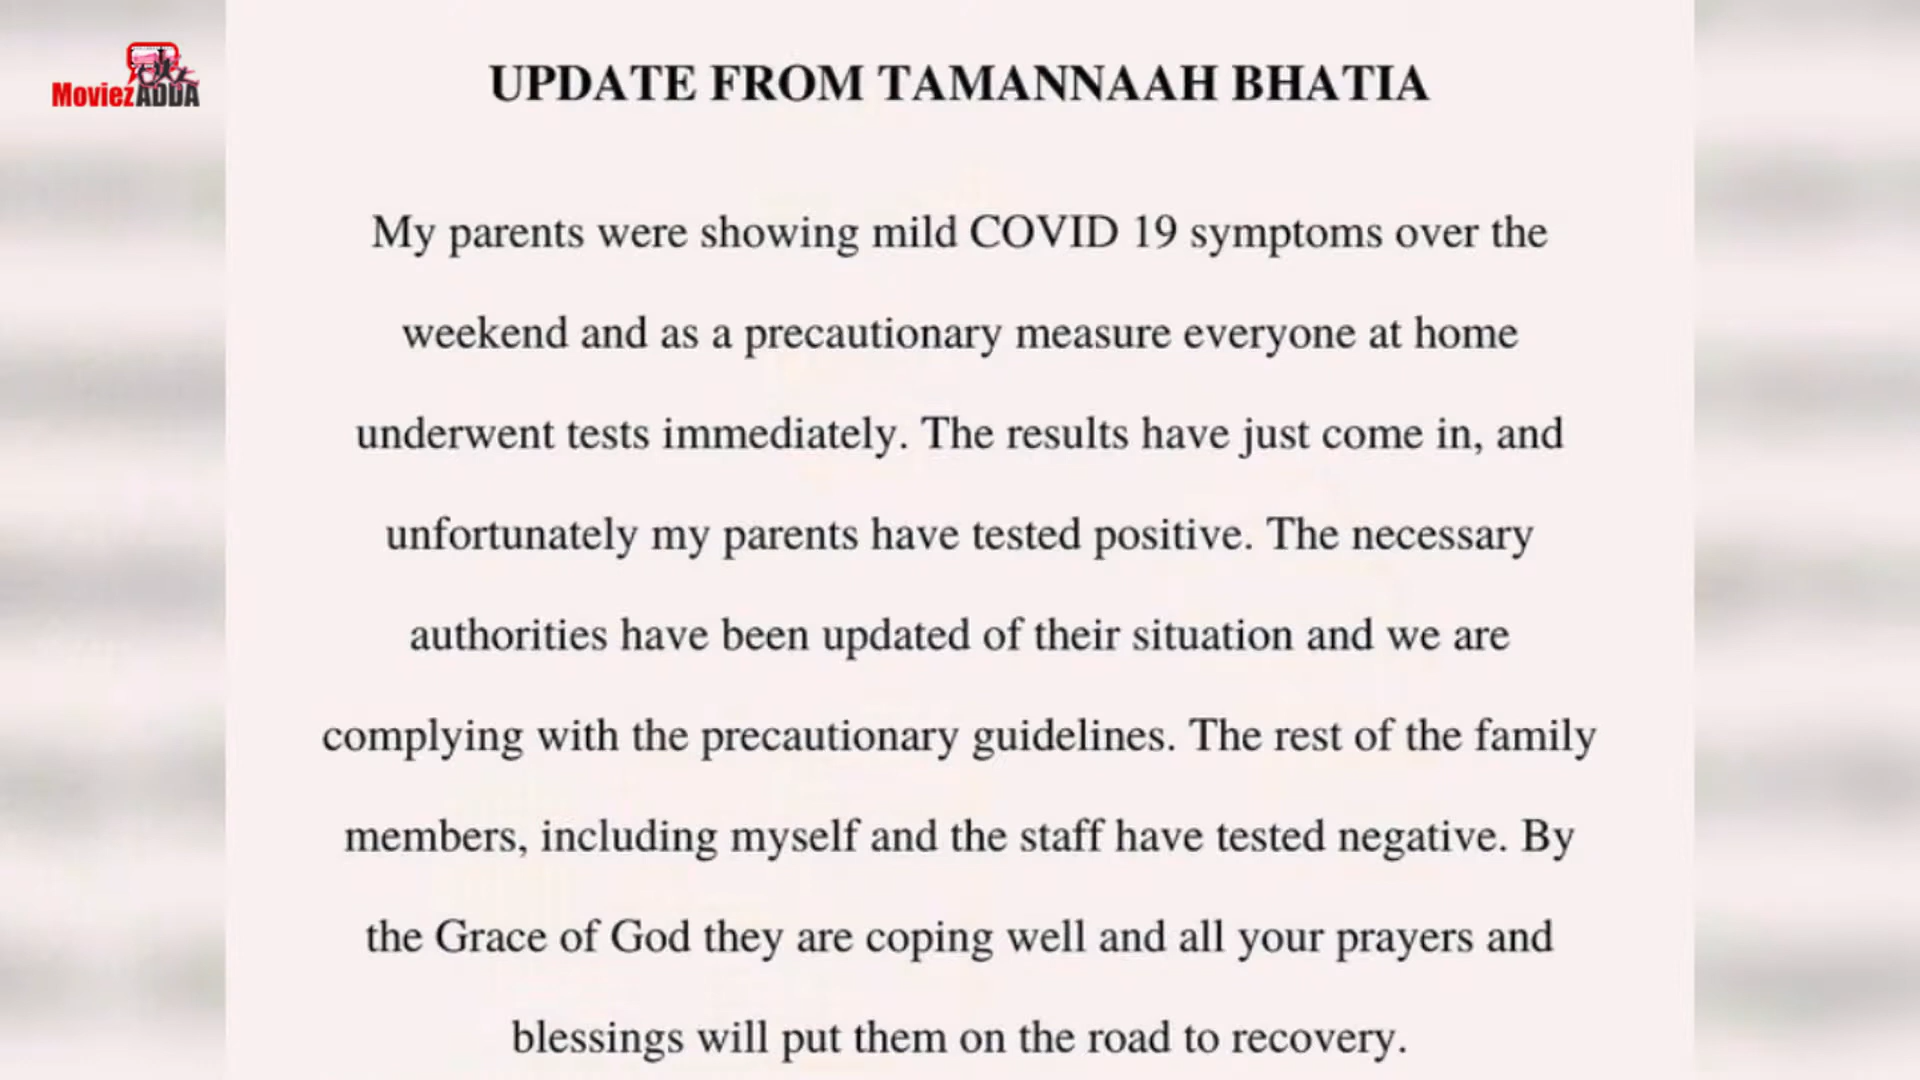 MoviezADDA
UPDATE FROM TAMANNAAH BHATIA
My parents were showing mild COVID 19 symptoms over the
weekend and as a precautionary measure everyone at home
underwent tests immediately. The results have just come in, and
unfortunately my parents have tested positive. The necessary
authorities have been updated of their situation and we are
complying with the precautionary guidelines. The rest of the family
members, including myself and the staff have tested negative. By
the Grace of God they are coping well and all your prayers and
blessings will put them on the road to recovery.